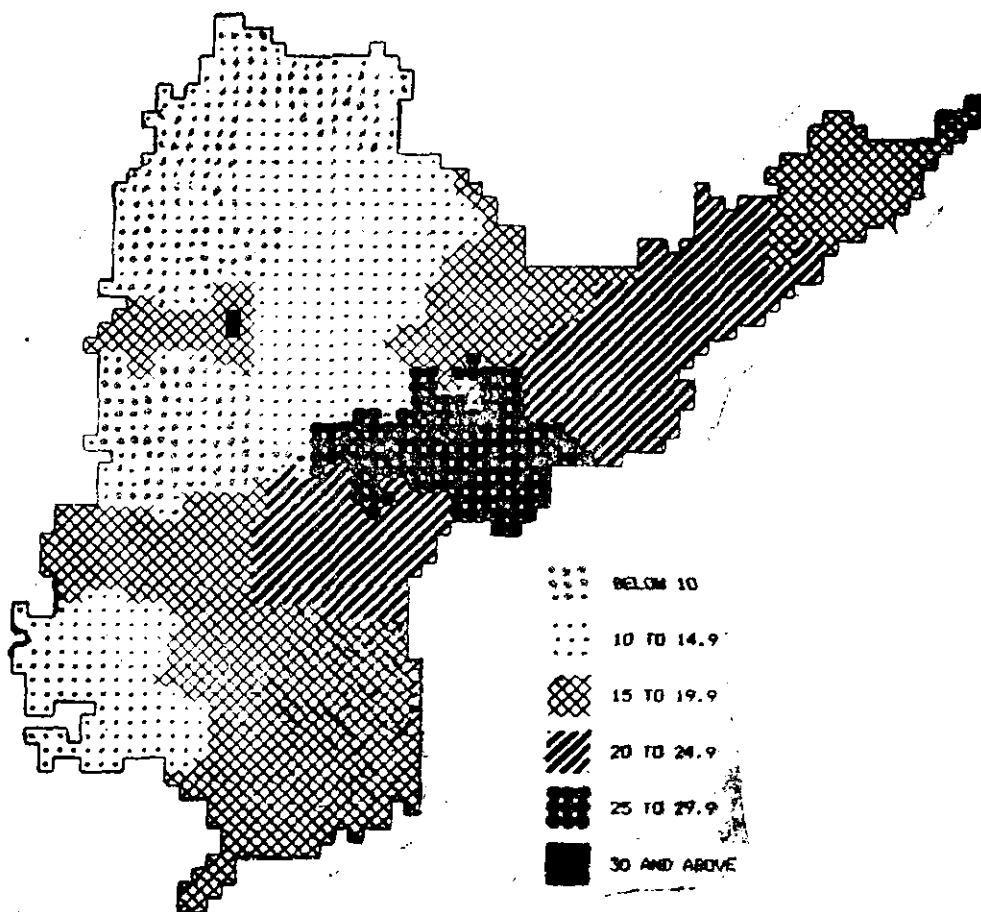 BELOW 10
10 TO 14.9
15 TO 19.9
20 TO 24.9
25 TO 29.9
30 AND ABOVE